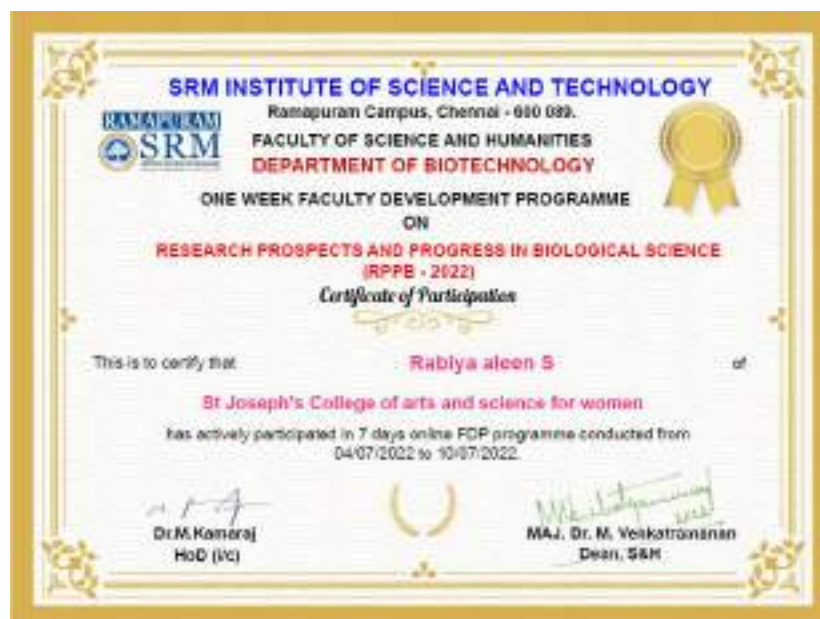 SRM INSTITUTE OF SCIENCE AND TECHNOLOGY
Ramapuram Campus, Chennai - 600 089.
RAMAPURAM
SRM
FACULTY OF SCIENCE AND HUMANITIES
DEPARTMENT OF BIOTECHNOLOGY
ONE WEEK FACULTY DEVELOPMENT PROGRAMME
ON
RESEARCH PROSPECTS AND PROGRESS IN BIOLOGICAL SCIENCE
(RPPB - 2022)
Certificate of Participation
This is to certify that Rabiya aleen S of
St Joseph's College of arts and science for women
has actively participated in 7 days online FDP programme conducted from
04/07/2022 to 10/07/2022.
Dr.M.Kamaraj
HoD (i/c)
MAJ. Dr. M. Venkatramanan
Dean, S&H